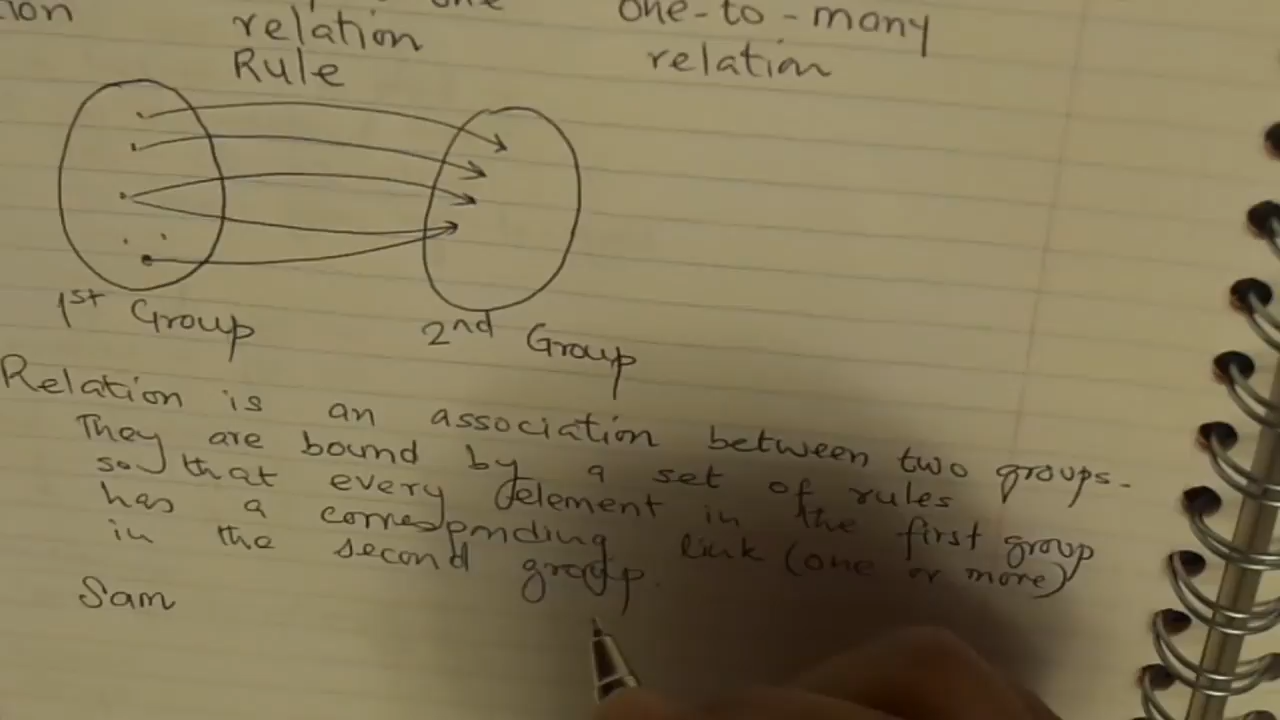 one-to-many
relation
relation
Rule
1st Group
2nd Group
Relation is an association between two groups.
They are bound by a set of rules
so that every element in the first group
has a correspnding link (one or more)
in the second group.
Sam